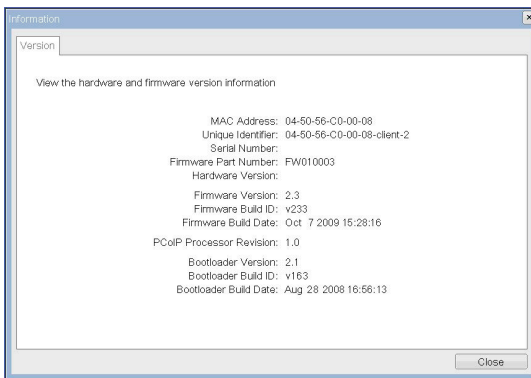 Information
Version
View the hardware and firmware version information
MAC Address: 04-50-56-C0-00-08
Unique Identifier: 04-50-56-C0-00-08-client-2
Serial Number:
Firmware Part Number: FW010003
Hardware Version:
Firmware Version: 2.3
Firmware Build ID: v233
Firmware Build Date: Oct 7 2009 15:28:16
PCoIP Processor Revision: 1.0
Bootloader Version: 2.1
Bootloader Build ID: v163
Bootloader Build Date: Aug 28 2008 16:56:13
Close